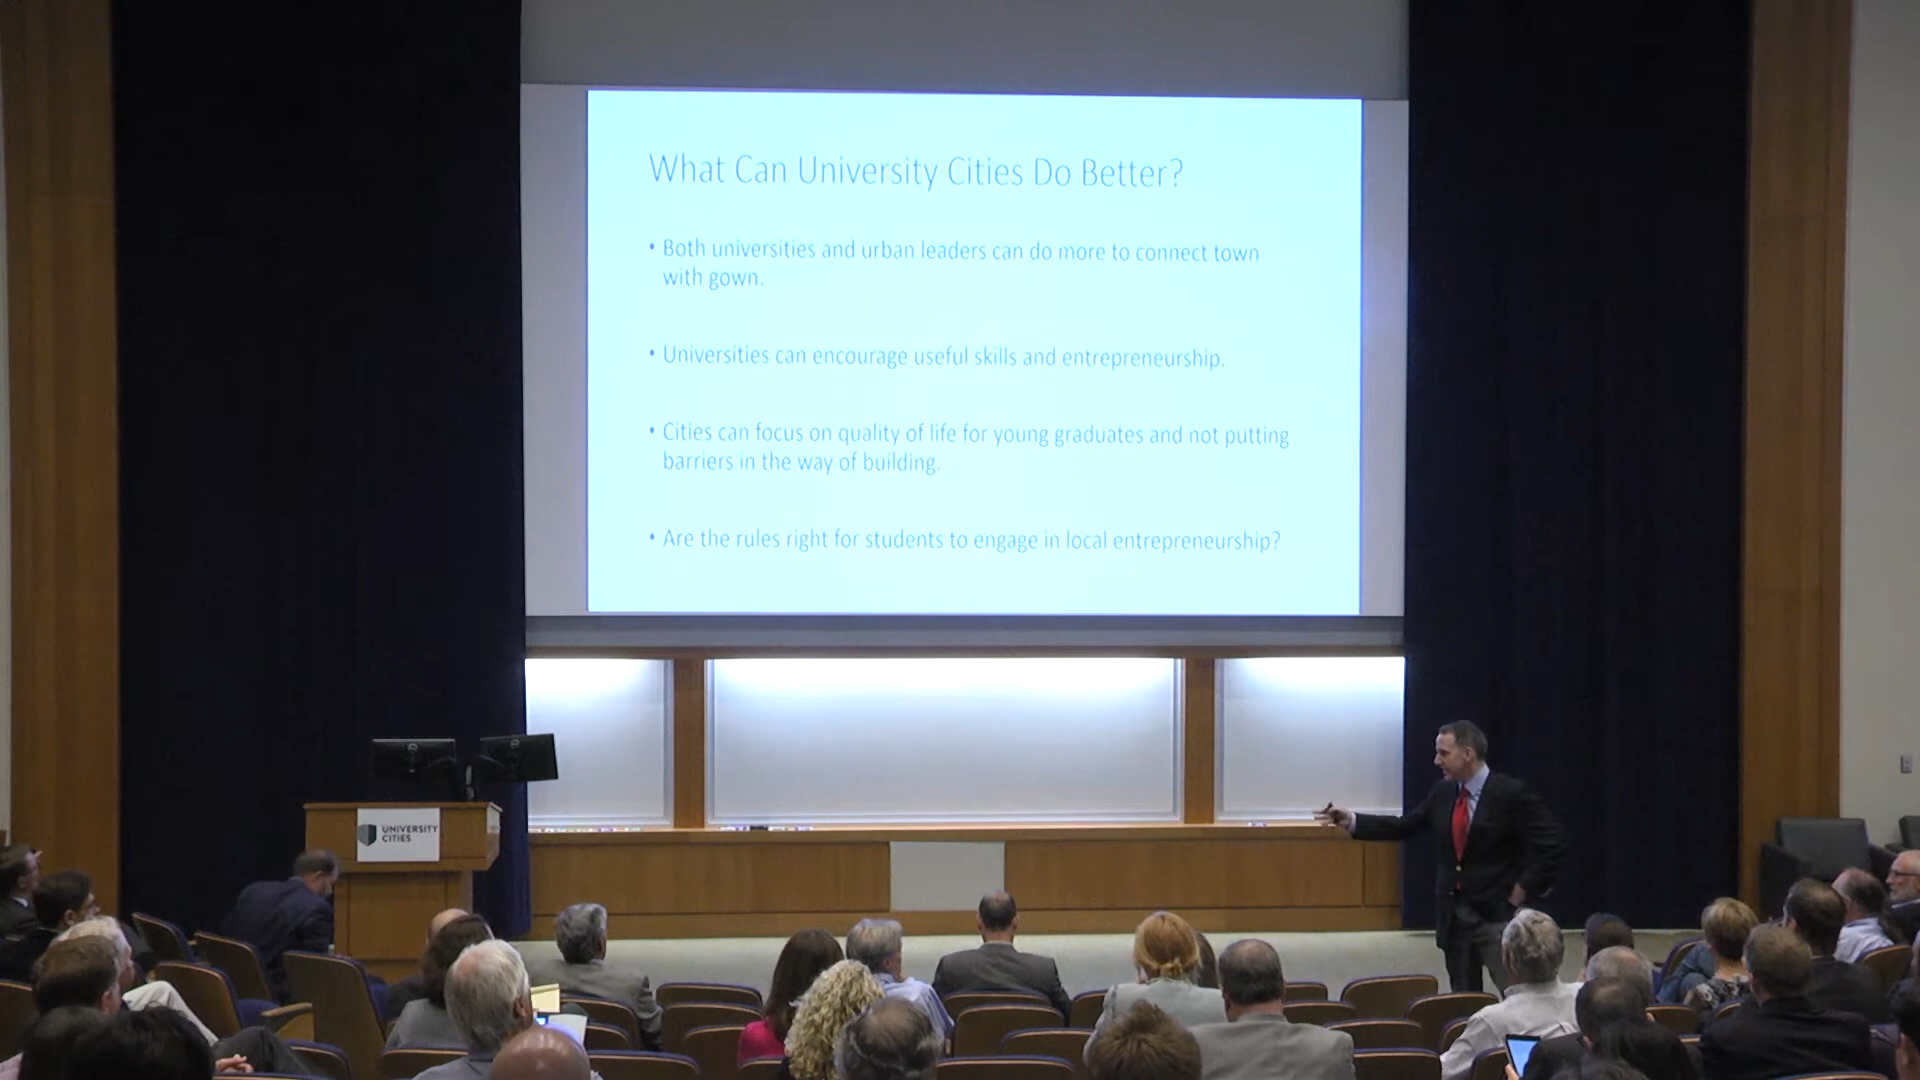 What Can University Cities Do Better?
• Both universities and urban leaders can do more to connect town
with gown.
• Universities can encourage useful skills and entrepreneurship.
• Cities can focus on quality of life for young graduates and not putting
barriers in the way of building.
• Are the rules right for students to engage in local entrepreneurship?
UNIVERSITY
CITIES